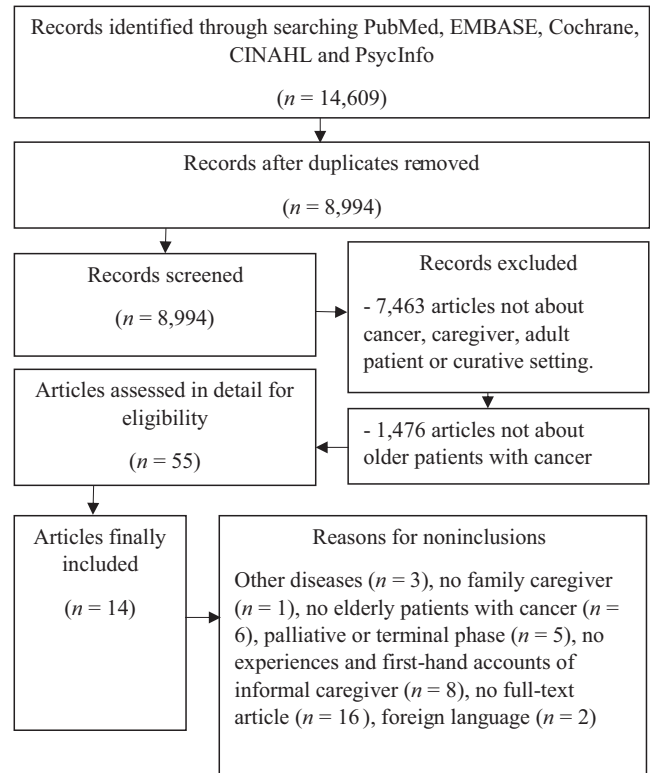 Records identified through searching PubMed, EMBASE, Cochrane,
CINAHL and PsycInfo
(n = 14,609)
Records after duplicates removed
(n = 8,994)
Records screened
(n = 8,994)
Records excluded
- 7,463 articles not about
cancer, caregiver, adult
patient or curative setting.
- 1,476 articles not about
older patients with cancer
Articles assessed in detail for
eligibility
(n = 55)
Articles finally
included
(n = 14)
Reasons for noninclusions
Other diseases (n = 3), no family caregiver
(n = 1), no elderly patients with cancer (n =
6), palliative or terminal phase (n = 5), no
experiences and first-hand accounts of
informal caregiver (n = 8), no full-text
article (n = 16), foreign language (n = 2)